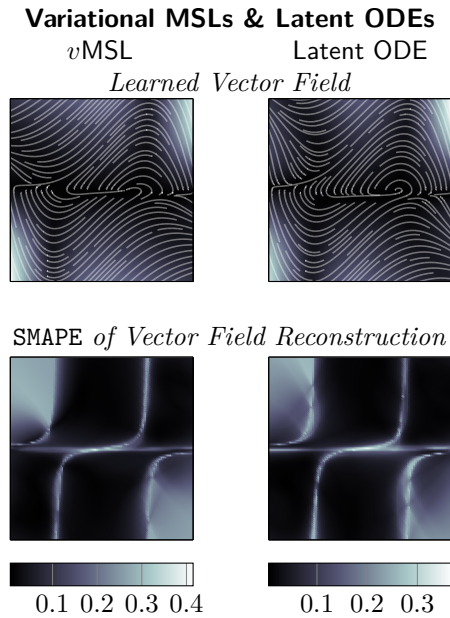 Variational MSLs & Latent ODEs
vMSL Latent ODE
Learned Vector Field
SMAPE of Vector Field Reconstruction
0.1 0.2 0.3 0.4 0.1 0.2 0.3